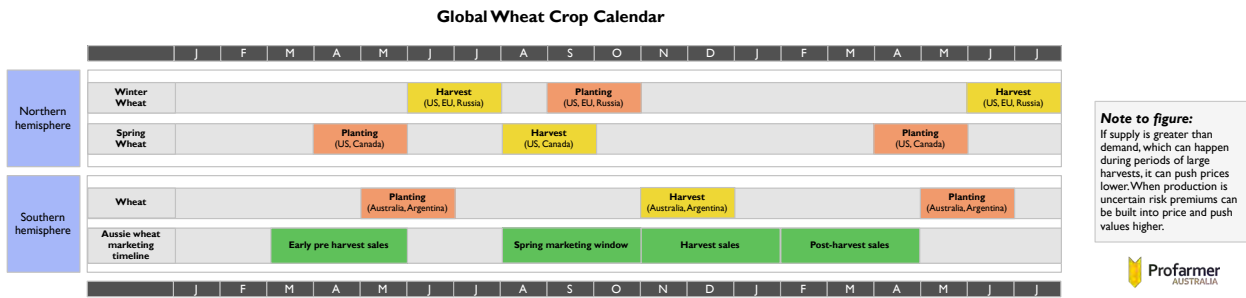 Global Wheat Crop Calendar
J F M A M J J A S O N D J F M A M J J
Northern
hemisphere
Winter
Wheat
Harvest
(US, EU, Russia)
Planting
(US, EU, Russia)
Harvest
(US, EU, Russia)
Spring
Wheat
Planting
(US, Canada)
Harvest
(US, Canada)
Planting
(US, Canada)
Southern
hemisphere
Wheat
Planting
(Australia, Argentina)
Harvest
(Australia, Argentina)
Planting
(Australia, Argentina)
Aussie wheat
marketing
timeline
Early pre harvest sales
Spring marketing window
Harvest sales
Post-harvest sales
J F M A M J J A S O N D J F M A M J J
Note to figure:
If supply is greater than
demand, which can happen
during periods of large
harvests, it can push prices
lower. When production is
uncertain risk premiums can
be built into price and push
values higher.
Profarmer
AUSTRALIA